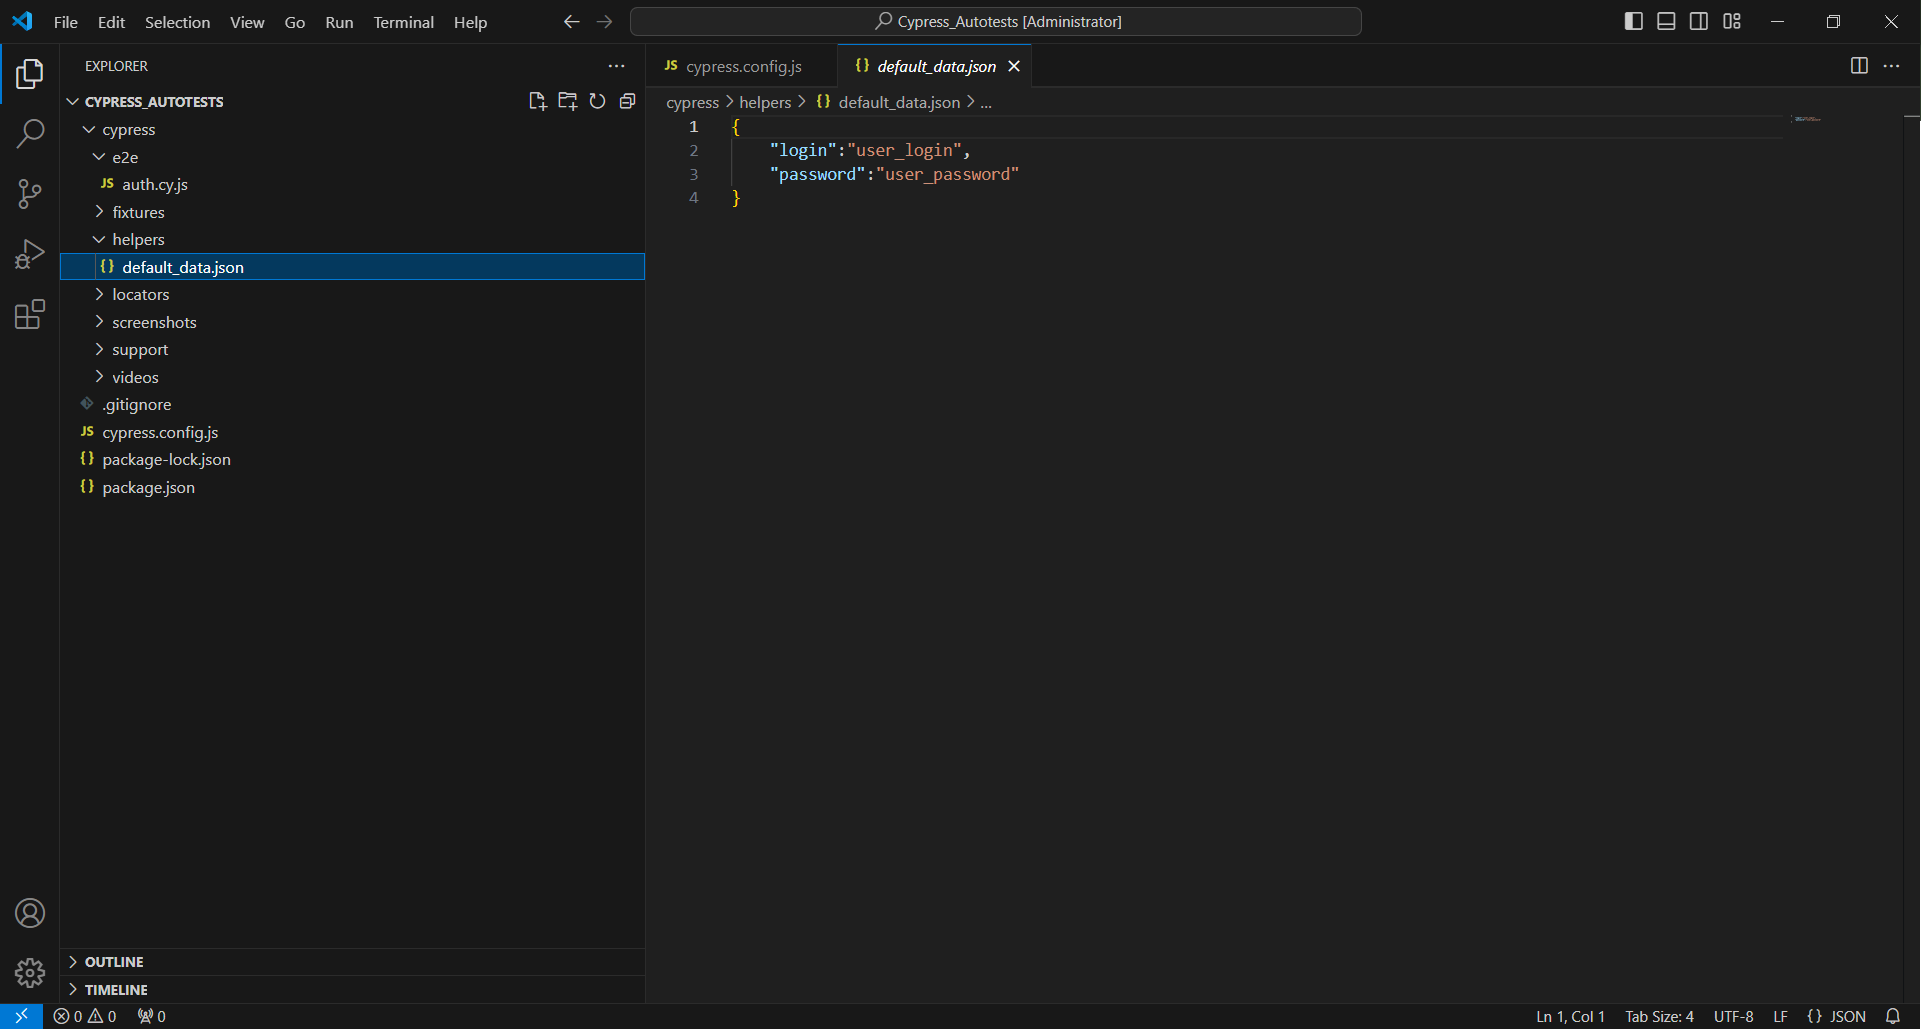 File Edit Selection View Go Run Terminal Help Cypress_Autotests [Administrator]
EXPLORER
CYPRESS_AUTOTESTS
cypress
e2e
JS auth.cy.js
fixtures
helpers
{} default_data.json
locators
screenshots
support
videos
.gitignore
JS cypress.config.js
{} package-lock.json
{} package.json
OUTLINE
TIMELINE
JS cypress.config.js {} default_data.json
cypress > helpers > {} default_data.json > ...
1 {
2 "login":"user_login",
3 "password":"user_password"
4 }
0 0 0 Ln 1, Col 1 Tab Size: 4 UTF-8 LF {} JSON